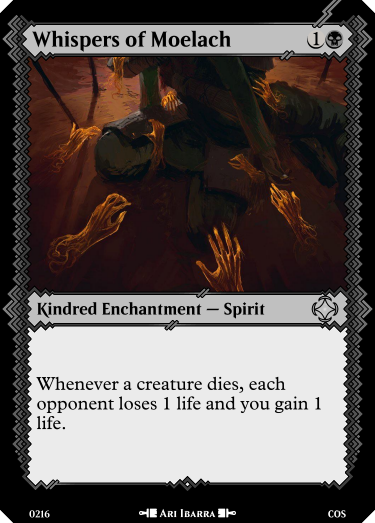 Whispers of Moelach 1
Kindred Enchantment — Spirit
Whenever a creature dies, each
opponent loses 1 life and you gain 1
life.
0216 Ari Ibarra COS